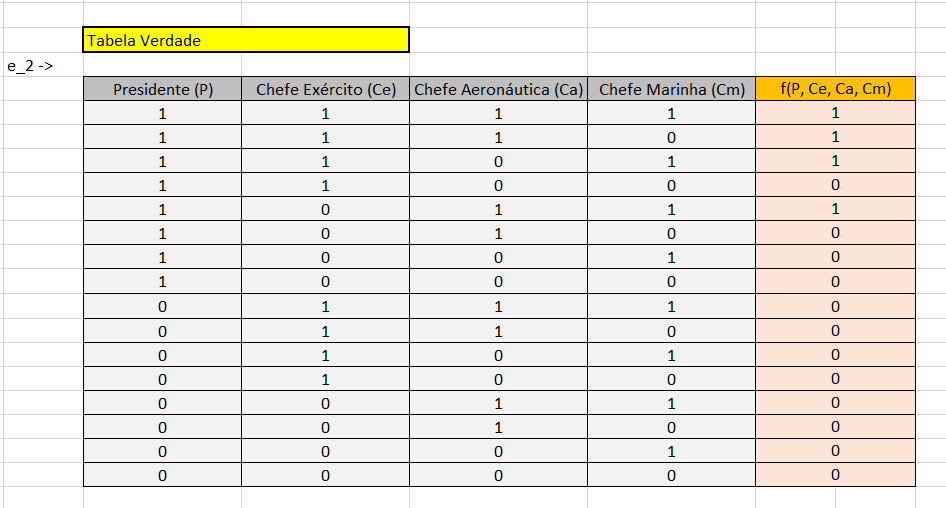 Tabela Verdade
e_2 ->
Presidente (P) Chefe Exército (Ce) Chefe Aeronáutica (Ca) Chefe Marinha (Cm) f(P, Ce, Ca, Cm)
1 1 1 1 1
1 1 1 0 1
1 1 0 1 1
1 1 0 0 0
1 0 1 1 1
1 0 1 0 0
1 0 0 1 0
1 0 0 0 0
0 1 1 1 0
0 1 1 0 0
0 1 0 1 0
0 1 0 0 0
0 0 1 1 0
0 0 1 0 0
0 0 0 1 0
0 0 0 0 0